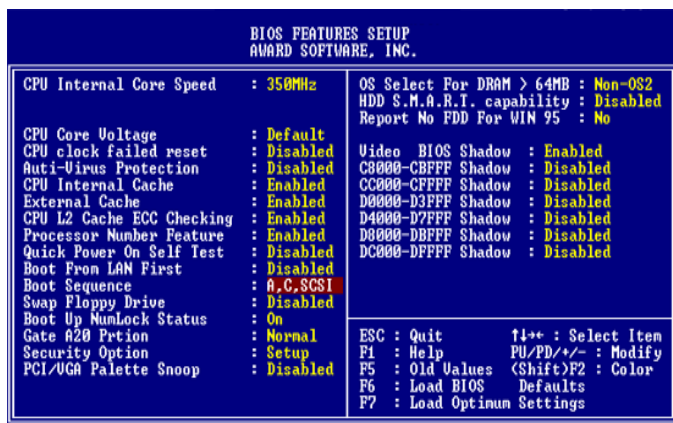 BIOS FEATURES SETUP
AWARD SOFTWARE, INC.
CPU Internal Core Speed : 350MHz
CPU Core Voltage : Default
CPU clock failed reset : Disabled
Auti-Virus Protection : Disabled
CPU Internal Cache : Enabled
External Cache : Enabled
CPU L2 Cache ECC Checking : Enabled
Processor Number Feature : Enabled
Quick Power On Self Test : Disabled
Boot From LAN First : Disabled
Boot Sequence : A,C,SCSI
Swap Floppy Drive : Disabled
Boot Up NumLock Status : On
Gate A20 Prtion : Normal
Security Option : Setup
PCI/VGA Palette Snoop : Disabled
OS Select For DRAM > 64MB : Non-OS2
HDD S.M.A.R.T. capability : Disabled
Report No FDD For WIN 95 : No
Video BIOS Shadow : Enabled
C8000-CBFFF Shadow : Disabled
CC000-CFFFF Shadow : Disabled
D0000-D3FFF Shadow : Disabled
D4000-D7FFF Shadow : Disabled
D8000-DBFFF Shadow : Disabled
DC000-DFFFF Shadow : Disabled
ESC : Quit ↑↓→← : Select Item
F1 : Help PU/PD/+/- : Modify
F5 : Old Values (Shift)F2 : Color
F6 : Load BIOS Defaults
F7 : Load Optimum Settings